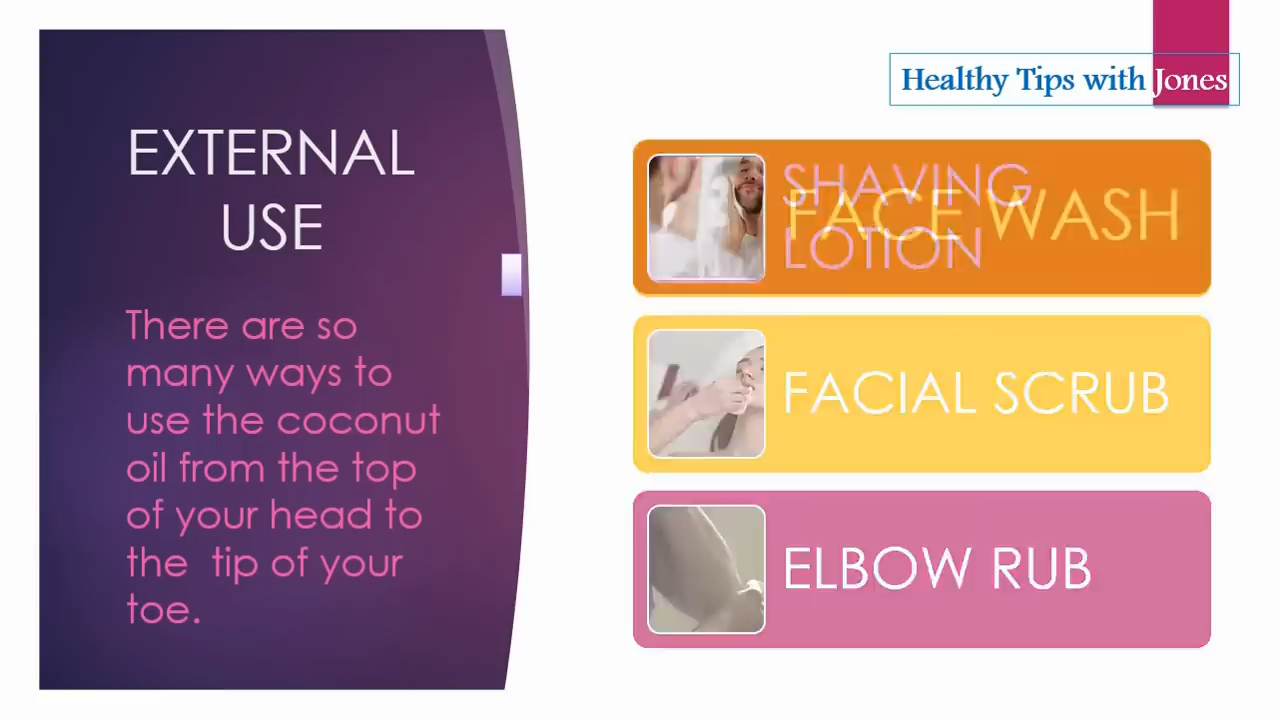 EXTERNAL
USE
There are so
many ways to
use the coconut
oil from the top
of your head to
the tip of your
toe.
Healthy Tips with Jones
SHAVING
LOTION
FACE WASH
FACIAL SCRUB
ELBOW RUB